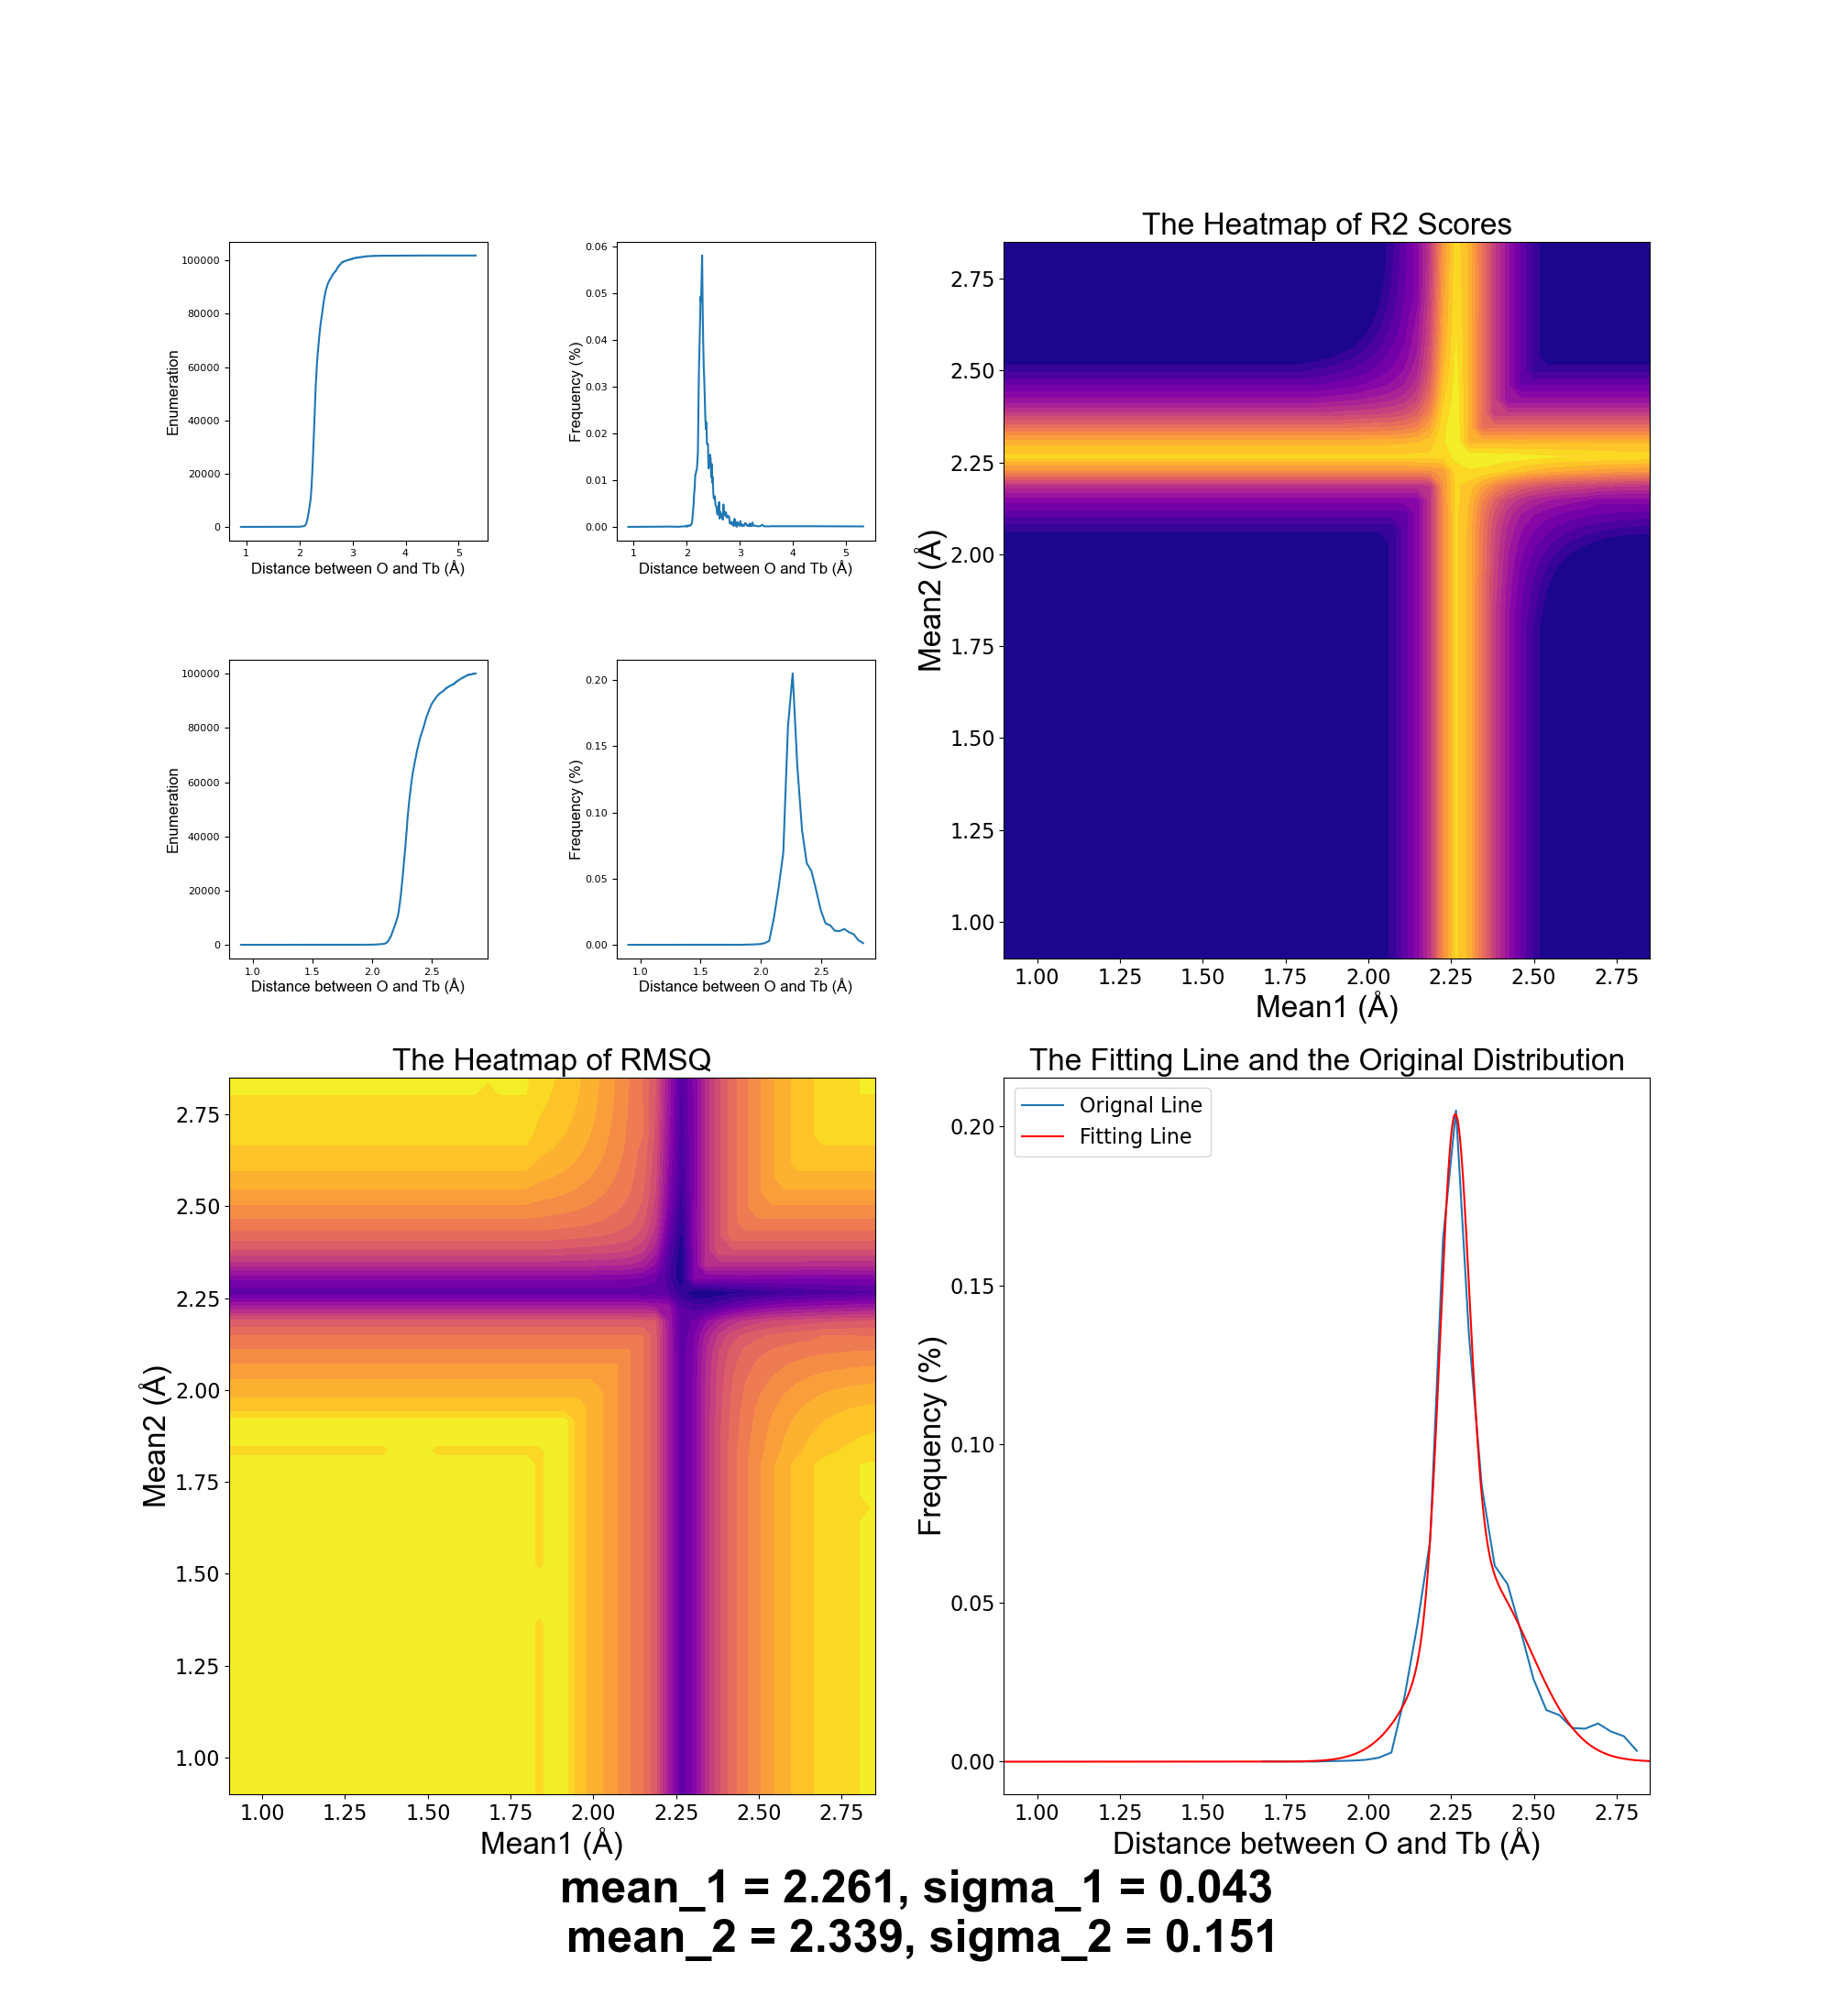 100000
80000
60000
40000
20000
0
Enumeration
1 2 3 4 5
Distance between O and Tb (Å)
0.06
0.05
0.04
0.03
0.02
0.01
0.00
Frequency (%)
1 2 3 4 5
Distance between O and Tb (Å)
The Heatmap of R2 Scores
2.75
2.50
2.25
2.00
1.75
1.50
1.25
1.00
Mean2 (Å)
1.00 1.25 1.50 1.75 2.00 2.25 2.50 2.75
Mean1 (Å)
100000
80000
60000
40000
20000
0
Enumeration
1.0 1.5 2.0 2.5
Distance between O and Tb (Å)
0.20
0.15
0.10
0.05
0.00
Frequency (%)
1.0 1.5 2.0 2.5
Distance between O and Tb (Å)
The Heatmap of RMSQ
2.75
2.50
2.25
2.00
1.75
1.50
1.25
1.00
Mean2 (Å)
1.00 1.25 1.50 1.75 2.00 2.25 2.50 2.75
Mean1 (Å)
The Fitting Line and the Original Distribution
Orignal Line
Fitting Line
0.20
0.15
0.10
0.05
0.00
Frequency (%)
1.00 1.25 1.50 1.75 2.00 2.25 2.50 2.75
Distance between O and Tb (Å)
mean_1 = 2.261, sigma_1 = 0.043
mean_2 = 2.339, sigma_2 = 0.151